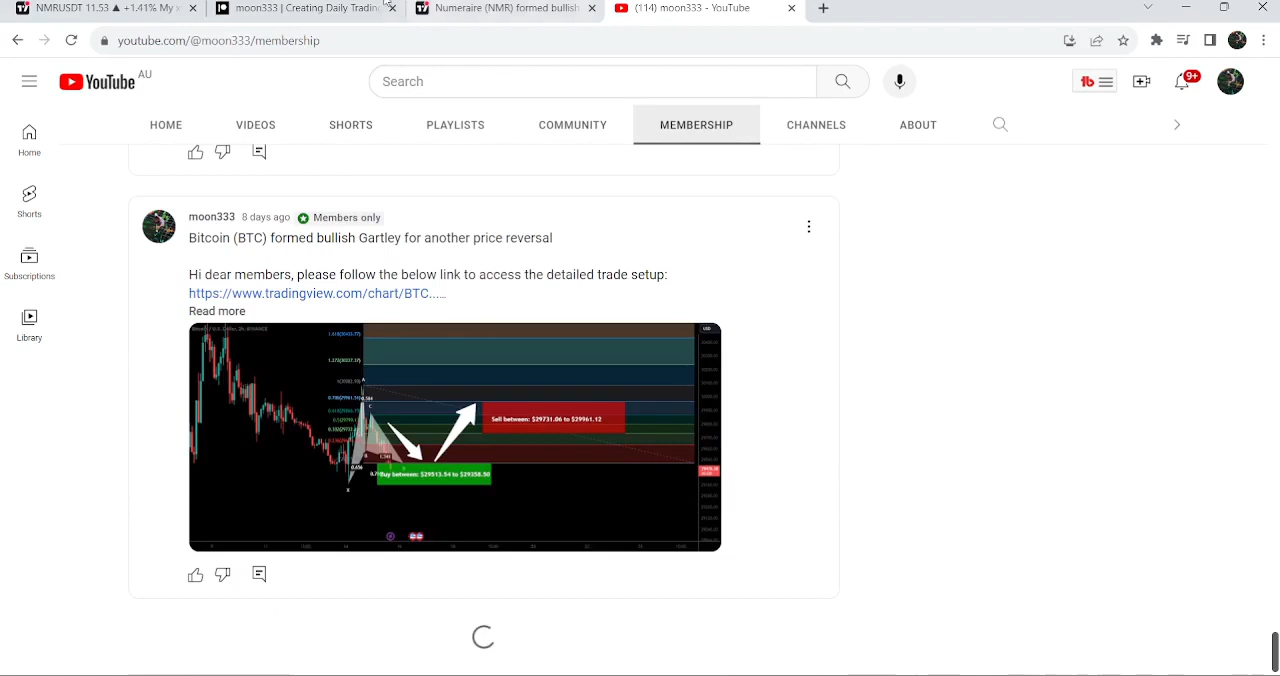 NMRUSDT 11.53 ▲ +1.41% My x
moon333 | Creating Daily Trading
Numeraire (NMR) formed bullish
(114) moon333 - YouTube
youtube.com/@moon333/membership
YouTube AU
Search
9+
HOME VIDEOS SHORTS PLAYLISTS COMMUNITY MEMBERSHIP CHANNELS ABOUT
Home
Shorts
Subscriptions
Library
moon333 8 days ago Members only
Bitcoin (BTC) formed bullish Gartley for another price reversal
Hi dear members, please follow the below link to access the detailed trade setup:
https://www.tradingview.com/chart/BTC...…
Read more
Sell between: $29731.06 to $29961.12
Buy between: $29513.54 to $29358.50